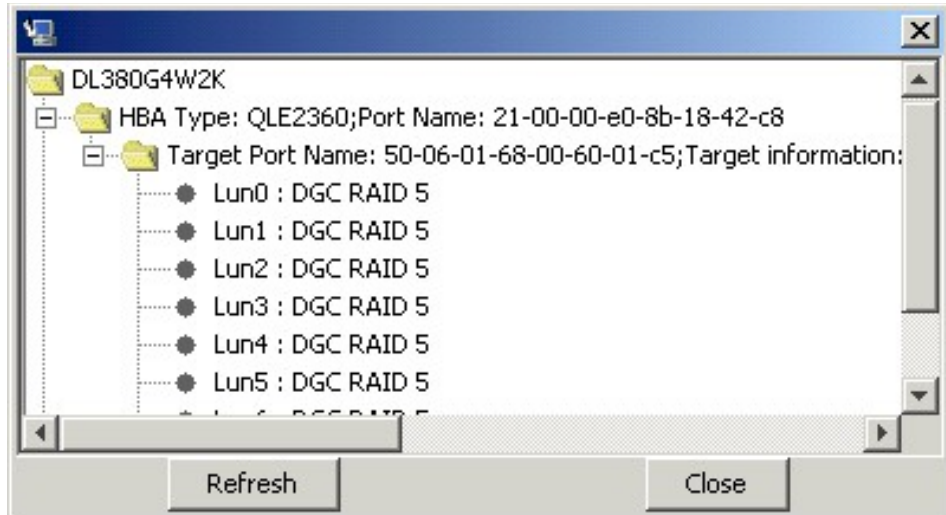 DL380G4W2K
HBA Type: QLE2360;Port Name: 21-00-00-e0-8b-18-42-c8
Target Port Name: 50-06-01-68-00-60-01-c5;Target information:
Lun0 : DGC RAID 5
Lun1 : DGC RAID 5
Lun2 : DGC RAID 5
Lun3 : DGC RAID 5
Lun4 : DGC RAID 5
Lun5 : DGC RAID 5
Refresh Close